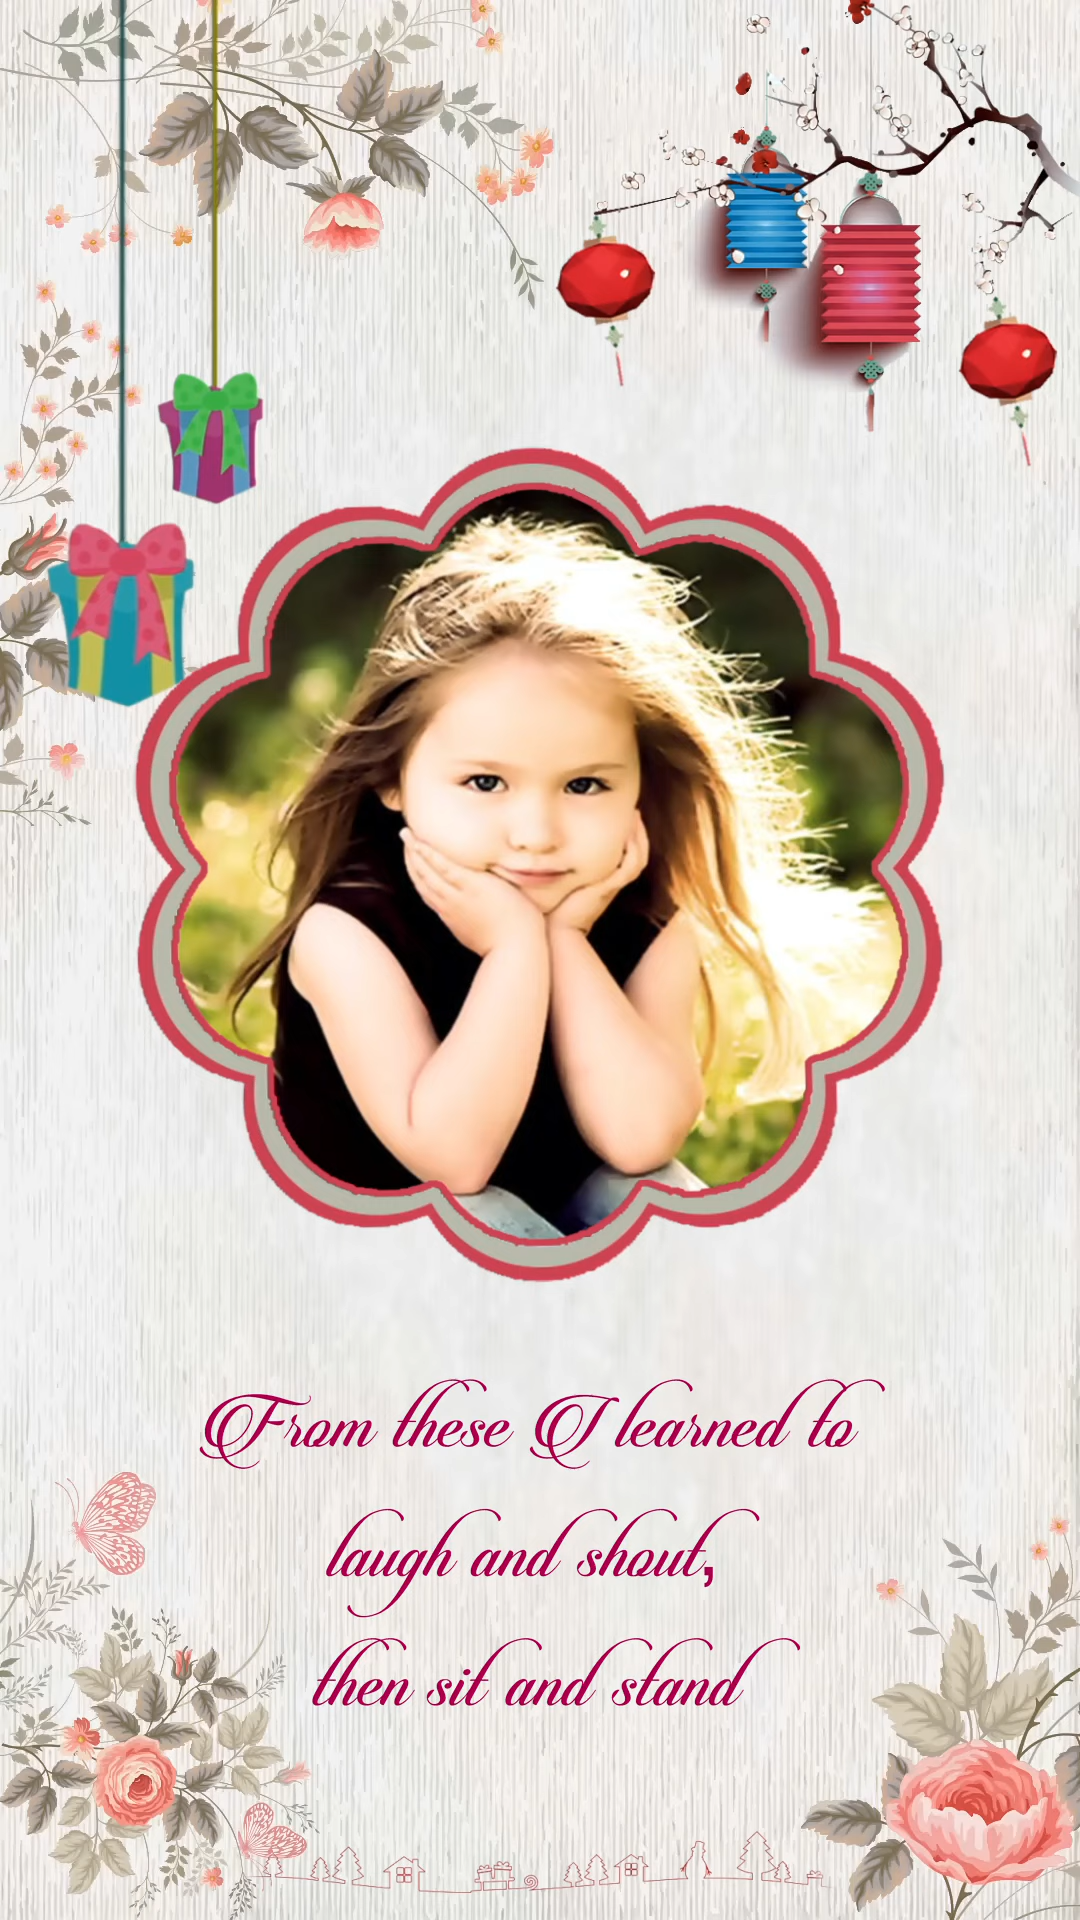 From these I learned to
laugh and shout,
then sit and stand